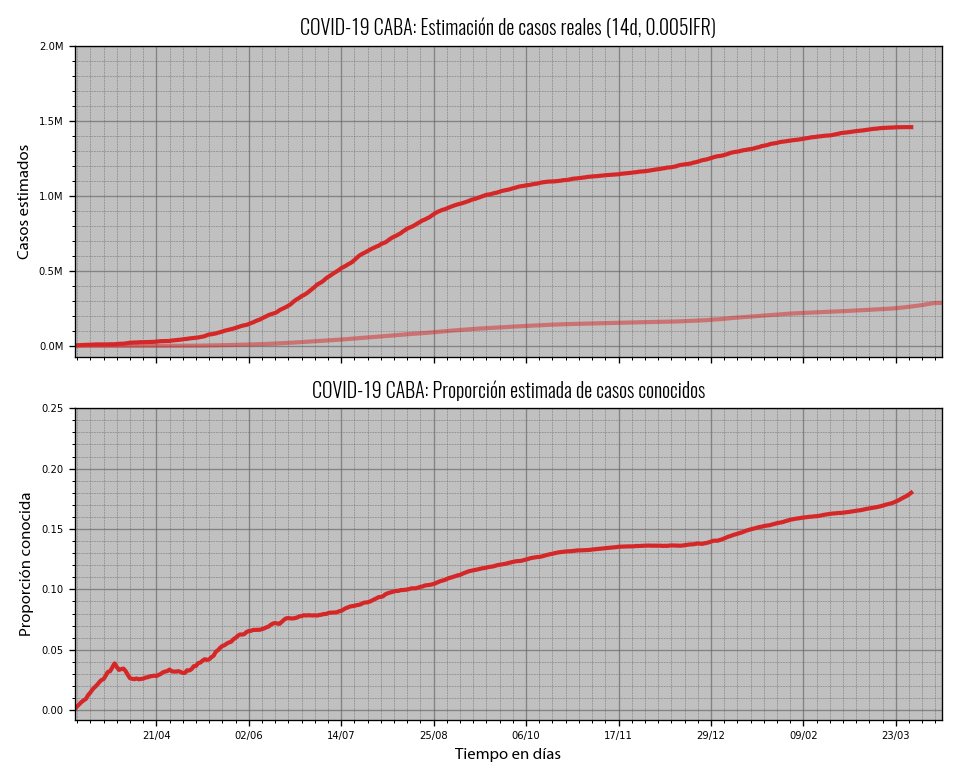 COVID-19 CABA: Estimación de casos reales (14d, 0.005IFR)
2.0M
1.5M
1.0M
0.5M
0.0M
Casos estimados
COVID-19 CABA: Proporción estimada de casos conocidos
0.25
0.20
0.15
0.10
0.05
0.00
Proporción conocida
21/04 02/06 14/07 25/08 06/10 17/11 29/12 09/02 23/03
Tiempo en días